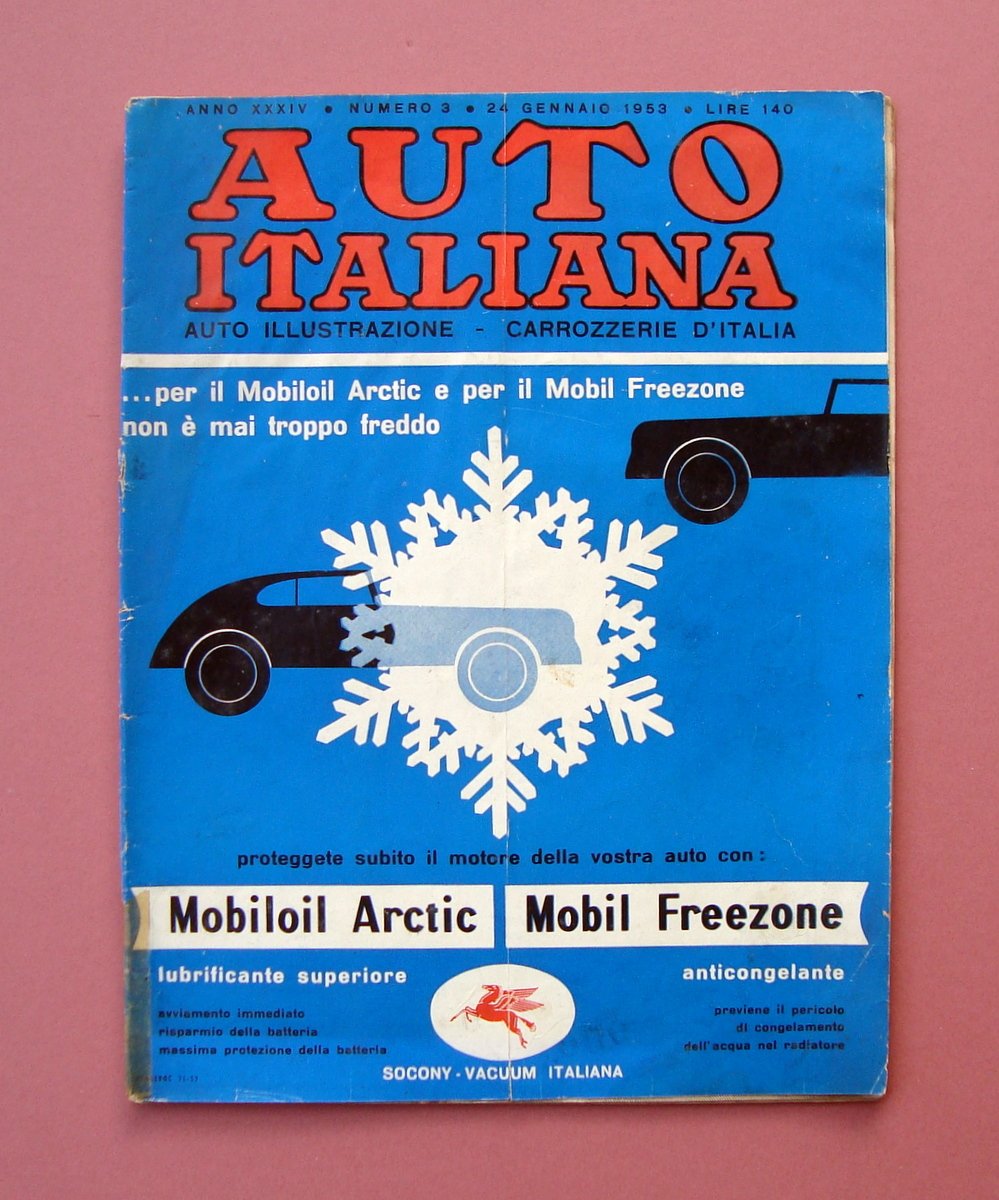 ANNO XXXIV • NUMERO 3 • 24 GENNAIO 1953 • LIRE 140
AUTO
ITALIANA
AUTO ILLUSTRAZIONE - CARROZZERIE D'ITALIA
...per il Mobiloil Arctic e per il Mobil Freezone
non è mai troppo freddo
proteggete subito il motore della vostra auto con:
Mobiloil Arctic
Mobil Freezone
lubrificante superiore
anticongelante
avviamento immediato
risparmio della batteria
massima protezione della batteria
previene il pericolo
di congelamento
dell'acqua nel radiatore
SOCONY-VACUUM ITALIANA